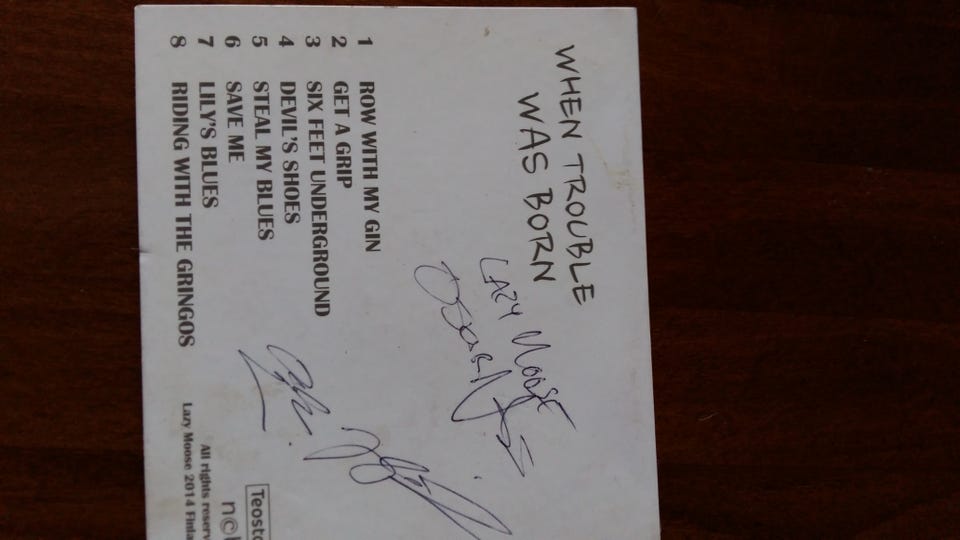 WHEN TROUBLE
WAS BORN
LAZY MOOSE
1 ROW WITH MY GIN
2 GET A GRIP
3 SIX FEET UNDERGROUND
4 DEVIL'S SHOES
5 STEAL MY BLUES
6 SAVE ME
7 LILY'S BLUES
8 RIDING WITH THE GRINGOS
Teosto
n©b
All rights reserv
Lazy Moose 2014 Finla